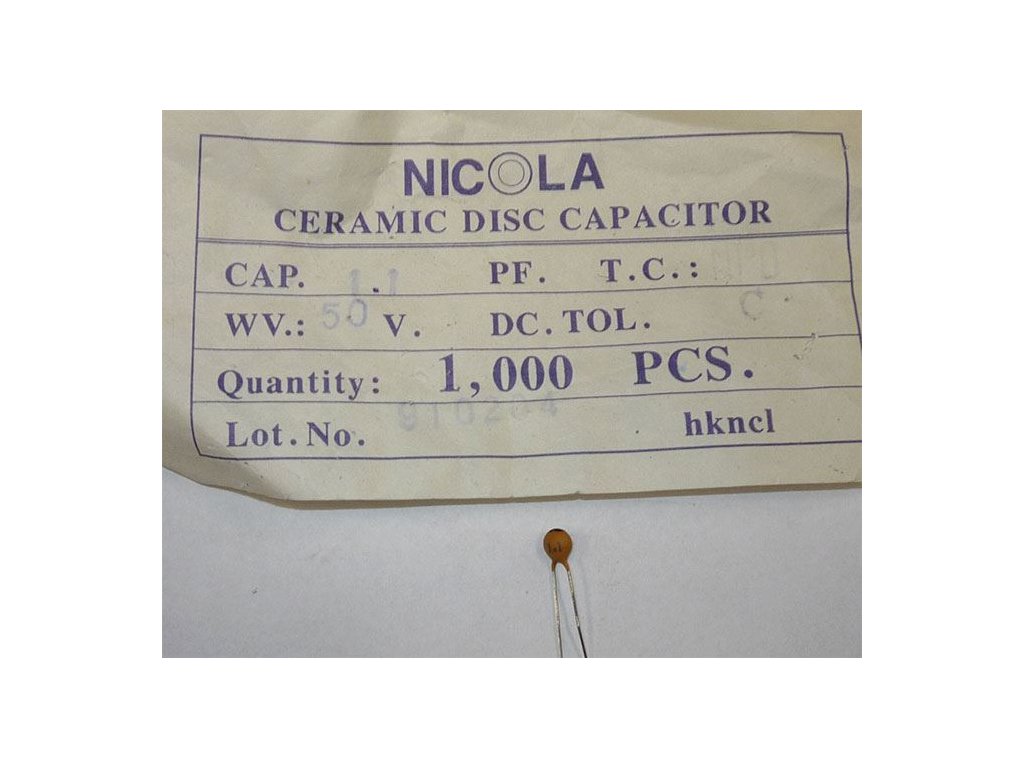 NICOLA
CERAMIC DISC CAPACITOR
CAP. 1.1 PF. T.C.: NPO
WV.: 50 V. DC. TOL. C
Quantity: 1,000 PCS.
Lot. No. hkncl